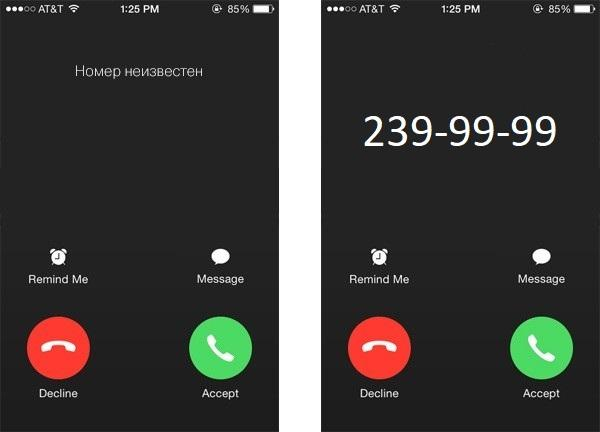 AT&T 1:25 PM 85%
Номер неизвестен
Remind Me Message
Decline Accept
AT&T 1:25 PM 85%
239-99-99
Remind Me Message
Decline Accept